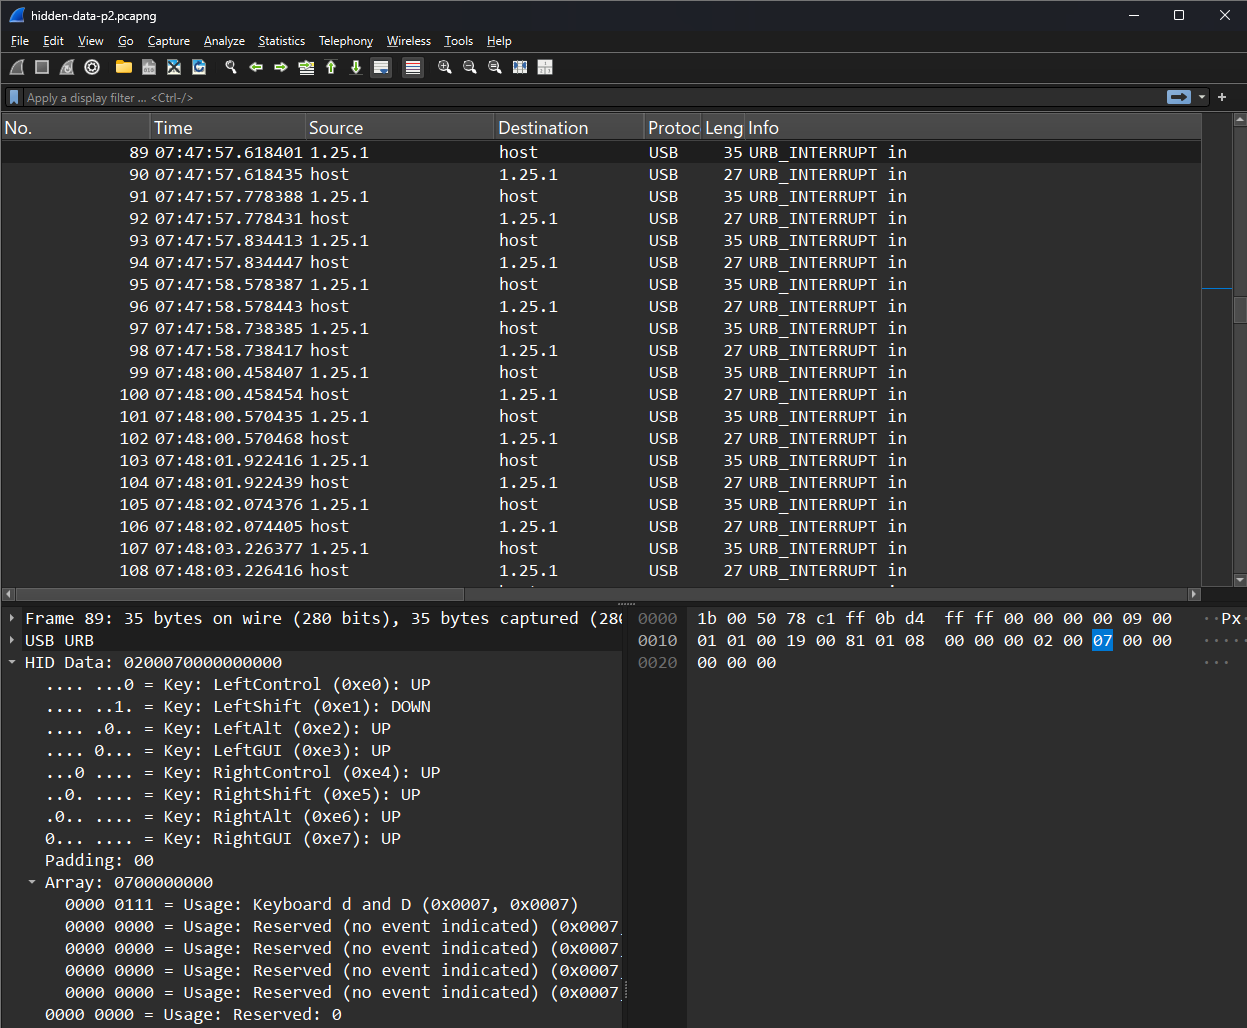 hidden-data-p2.pcapng
File Edit View Go Capture Analyze Statistics Telephony Wireless Tools Help
Apply a display filter ... <Ctrl-/>
No. Time Source Destination Protoc Leng Info
89 07:47:57.618401 1.25.1 host USB 35 URB_INTERRUPT in
90 07:47:57.618435 host 1.25.1 USB 27 URB_INTERRUPT in
91 07:47:57.778388 1.25.1 host USB 35 URB_INTERRUPT in
92 07:47:57.778431 host 1.25.1 USB 27 URB_INTERRUPT in
93 07:47:57.834413 1.25.1 host USB 35 URB_INTERRUPT in
94 07:47:57.834447 host 1.25.1 USB 27 URB_INTERRUPT in
95 07:47:58.578387 1.25.1 host USB 35 URB_INTERRUPT in
96 07:47:58.578443 host 1.25.1 USB 27 URB_INTERRUPT in
97 07:47:58.738385 1.25.1 host USB 35 URB_INTERRUPT in
98 07:47:58.738417 host 1.25.1 USB 27 URB_INTERRUPT in
99 07:48:00.458407 1.25.1 host USB 35 URB_INTERRUPT in
100 07:48:00.458454 host 1.25.1 USB 27 URB_INTERRUPT in
101 07:48:00.570435 1.25.1 host USB 35 URB_INTERRUPT in
102 07:48:00.570468 host 1.25.1 USB 27 URB_INTERRUPT in
103 07:48:01.922416 1.25.1 host USB 35 URB_INTERRUPT in
104 07:48:01.922439 host 1.25.1 USB 27 URB_INTERRUPT in
105 07:48:02.074376 1.25.1 host USB 35 URB_INTERRUPT in
106 07:48:02.074405 host 1.25.1 USB 27 URB_INTERRUPT in
107 07:48:03.226377 1.25.1 host USB 35 URB_INTERRUPT in
108 07:48:03.226416 host 1.25.1 USB 27 URB_INTERRUPT in
Frame 89: 35 bytes on wire (280 bits), 35 bytes captured (280
USB URB
HID Data: 0200070000000000
.... ...0 = Key: LeftControl (0xe0): UP
.... ..1. = Key: LeftShift (0xe1): DOWN
.... .0.. = Key: LeftAlt (0xe2): UP
.... 0... = Key: LeftGUI (0xe3): UP
...0 .... = Key: RightControl (0xe4): UP
..0. .... = Key: RightShift (0xe5): UP
.0.. .... = Key: RightAlt (0xe6): UP
0... .... = Key: RightGUI (0xe7): UP
Padding: 00
Array: 0700000000
0000 0111 = Usage: Keyboard d and D (0x0007, 0x0007)
0000 0000 = Usage: Reserved (no event indicated) (0x0007
0000 0000 = Usage: Reserved (no event indicated) (0x0007
0000 0000 = Usage: Reserved (no event indicated) (0x0007
0000 0000 = Usage: Reserved (no event indicated) (0x0007
0000 0000 = Usage: Reserved: 0
0000 1b 00 50 78 c1 ff 0b d4 ff ff 00 00 00 00 09 00 ··Px
0010 01 01 00 19 00 81 01 08 00 00 00 02 00 07 00 00 ·····
0020 00 00 00 ···